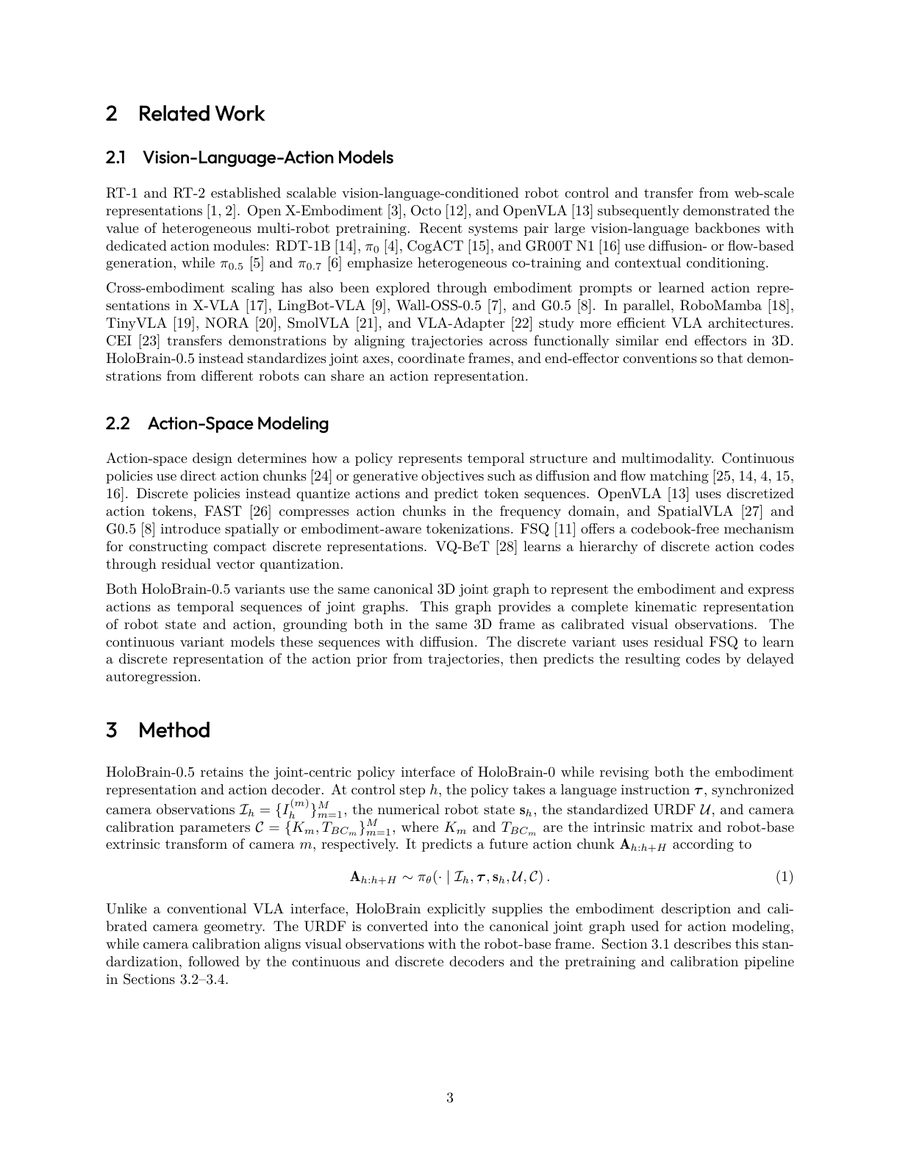 2 Related Work
2.1 Vision-Language-Action Models
RT-1 and RT-2 established scalable vision-language-conditioned robot control and transfer from web-scale
representations [1, 2]. Open X-Embodiment [3], Octo [12], and OpenVLA [13] subsequently demonstrated the
value of heterogeneous multi-robot pretraining. Recent systems pair large vision-language backbones with
dedicated action modules: RDT-1B [14], π₀ [4], CogACT [15], and GR00T N1 [16] use diffusion- or flow-based
generation, while π₀.₅ [5] and π₀.₇ [6] emphasize heterogeneous co-training and contextual conditioning.
Cross-embodiment scaling has also been explored through embodiment prompts or learned action repre-
sentations in X-VLA [17], LingBot-VLA [9], Wall-OSS-0.5 [7], and G0.5 [8]. In parallel, RoboMamba [18],
TinyVLA [19], NORA [20], SmolVLA [21], and VLA-Adapter [22] study more efficient VLA architectures.
CEI [23] transfers demonstrations by aligning trajectories across functionally similar end effectors in 3D.
HoloBrain-0.5 instead standardizes joint axes, coordinate frames, and end-effector conventions so that demon-
strations from different robots can share an action representation.
2.2 Action-Space Modeling
Action-space design determines how a policy represents temporal structure and multimodality. Continuous
policies use direct action chunks [24] or generative objectives such as diffusion and flow matching [25, 14, 4, 15,
16]. Discrete policies instead quantize actions and predict token sequences. OpenVLA [13] uses discretized
action tokens, FAST [26] compresses action chunks in the frequency domain, and SpatialVLA [27] and
G0.5 [8] introduce spatially or embodiment-aware tokenizations. FSQ [11] offers a codebook-free mechanism
for constructing compact discrete representations. VQ-BeT [28] learns a hierarchy of discrete action codes
through residual vector quantization.
Both HoloBrain-0.5 variants use the same canonical 3D joint graph to represent the embodiment and express
actions as temporal sequences of joint graphs. This graph provides a complete kinematic representation
of robot state and action, grounding both in the same 3D frame as calibrated visual observations. The
continuous variant models these sequences with diffusion. The discrete variant uses residual FSQ to learn
a discrete representation of the action prior from trajectories, then predicts the resulting codes by delayed
autoregression.
3 Method
HoloBrain-0.5 retains the joint-centric policy interface of HoloBrain-0 while revising both the embodiment
representation and action decoder. At control step h, the policy takes a language instruction τ, synchronized
camera observations ℐ_h = {I_h^(m)}_{m=1}^M, the numerical robot state s_h, the standardized URDF 𝒰, and camera
calibration parameters 𝒞 = {K_m, T_{BC_m}}_{m=1}^M, where K_m and T_{BC_m} are the intrinsic matrix and robot-base
extrinsic transform of camera m, respectively. It predicts a future action chunk A_{h:h+H} according to
A_{h:h+H} ∼ π_θ(· | ℐ_h, τ, s_h, 𝒰, 𝒞) . (1)
Unlike a conventional VLA interface, HoloBrain explicitly supplies the embodiment description and cali-
brated camera geometry. The URDF is converted into the canonical joint graph used for action modeling,
while camera calibration aligns visual observations with the robot-base frame. Section 3.1 describes this stan-
dardization, followed by the continuous and discrete decoders and the pretraining and calibration pipeline
in Sections 3.2–3.4.
3